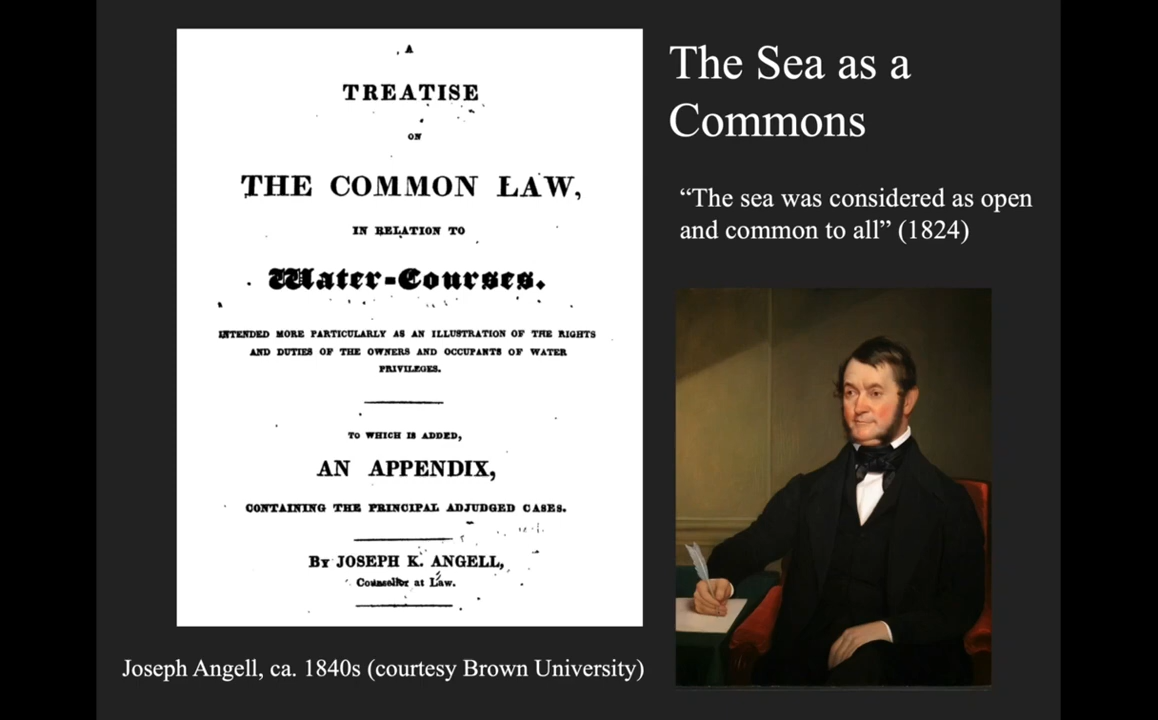 A
TREATISE
ON
THE COMMON LAW,
IN RELATION TO
Water-Courses.
INTENDED MORE PARTICULARLY AS AN ILLUSTRATION OF THE RIGHTS
AND DUTIES OF THE OWNERS AND OCCUPANTS OF WATER
PRIVILEGES.
TO WHICH IS ADDED,
AN APPENDIX,
CONTAINING THE PRINCIPAL ADJUDGED CASES.
By JOSEPH K. ANGELL,
Counsellor at Law.
Joseph Angell, ca. 1840s (courtesy Brown University)
The Sea as a
Commons
“The sea was considered as open
and common to all” (1824)